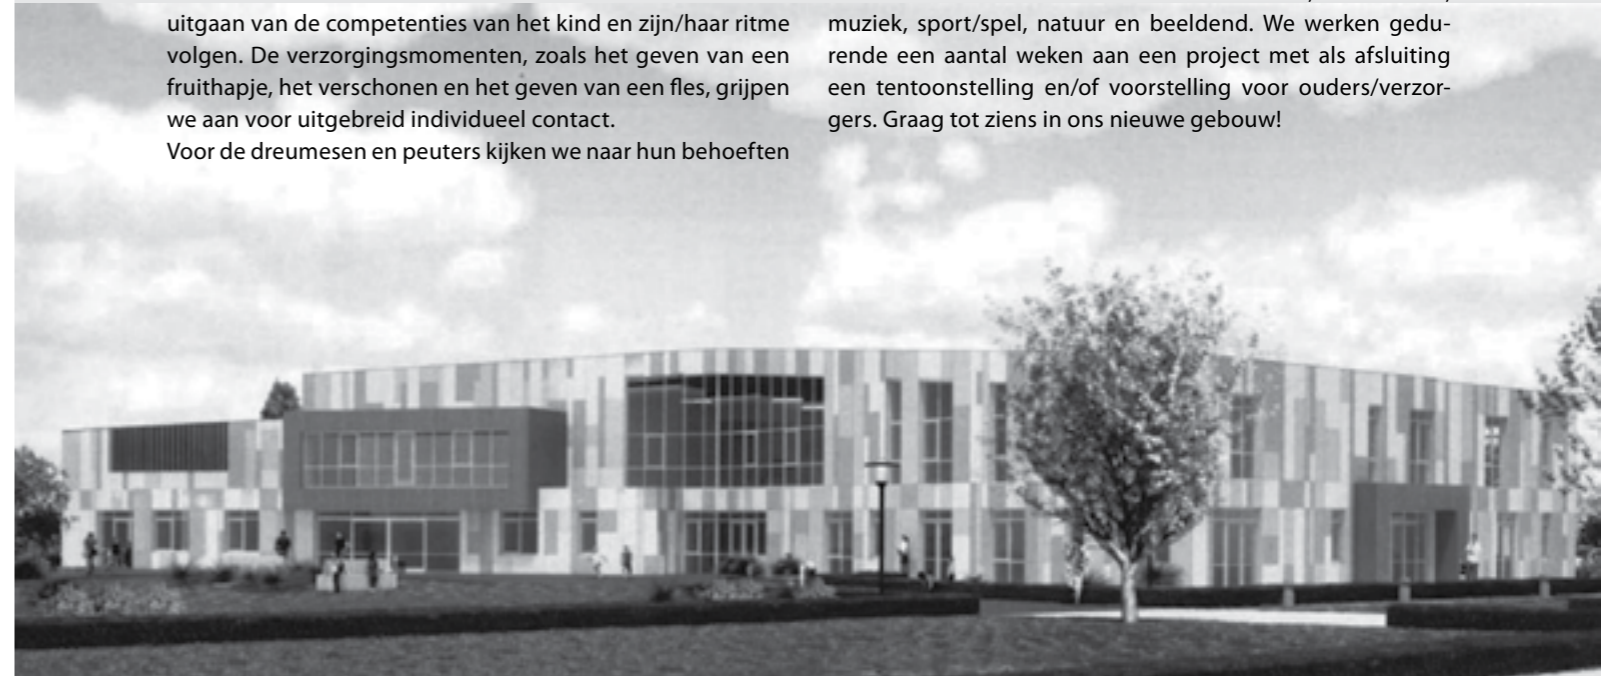 uitgaan van de competenties van het kind en zijn/haar ritme
volgen. De verzorgingsmomenten, zoals het geven van een
fruithapje, het verschonen en het geven van een fles, grijpen
we aan voor uitgebreid individueel contact.
Voor de dreumesen en peuters kijken we naar hun behoeften
muziek, sport/spel, natuur en beeldend. We werken gedu-
rende een aantal weken aan een project met als afsluiting
een tentoonstelling en/of voorstelling voor ouders/verzor-
gers. Graag tot ziens in ons nieuwe gebouw!